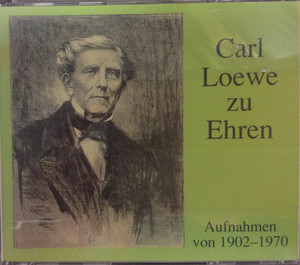 Carl
Loewe
zu
Ehren
Aufnahmen
von 1902–1970